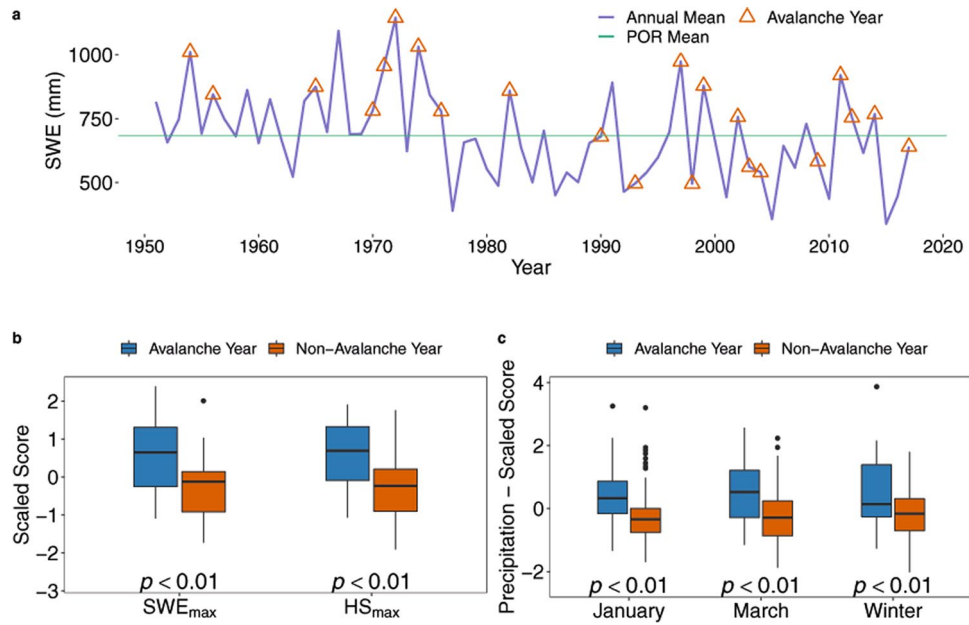 a
Annual Mean Avalanche Year
POR Mean
SWE (mm)
1000
750
500
1950 1960 1970 1980 1990 2000 2010 2020
Year
b
Avalanche Year Non-Avalanche Year
Scaled Score
2
1
0
−1
−2
−3
p < 0.01 p < 0.01
SWEmax HSmax
c
Avalanche Year Non-Avalanche Year
Precipitation − Scaled Score
4
2
0
−2
p < 0.01 p < 0.01 p < 0.01
January March Winter